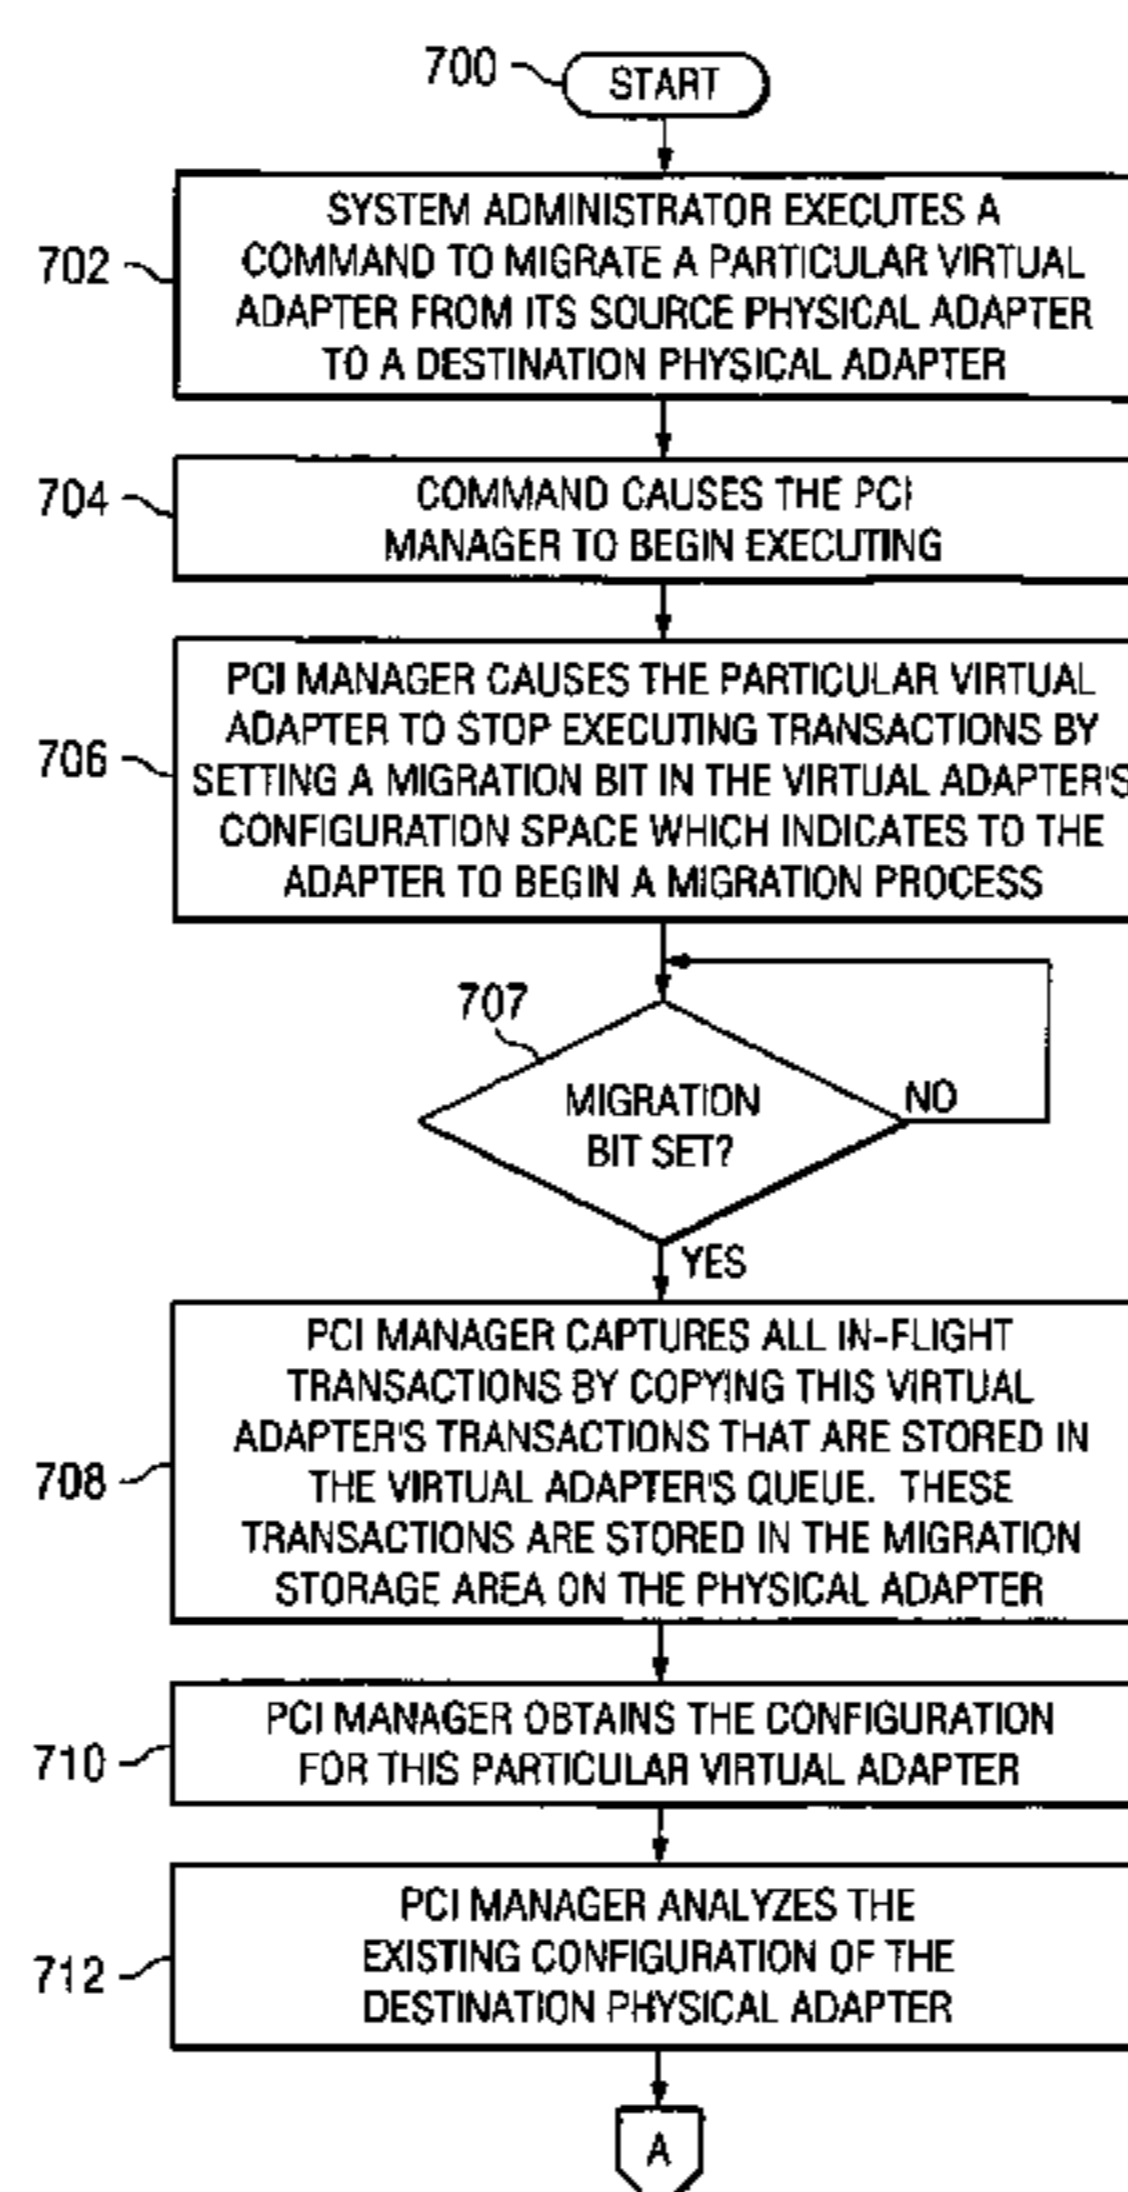 700
START
702
SYSTEM ADMINISTRATOR EXECUTES A
COMMAND TO MIGRATE A PARTICULAR VIRTUAL
ADAPTER FROM ITS SOURCE PHYSICAL ADAPTER
TO A DESTINATION PHYSICAL ADAPTER
704
COMMAND CAUSES THE PCI
MANAGER TO BEGIN EXECUTING
706
PCI MANAGER CAUSES THE PARTICULAR VIRTUAL
ADAPTER TO STOP EXECUTING TRANSACTIONS BY
SETTING A MIGRATION BIT IN THE VIRTUAL ADAPTER'S
CONFIGURATION SPACE WHICH INDICATES TO THE
ADAPTER TO BEGIN A MIGRATION PROCESS
707
MIGRATION
BIT SET?
NO
YES
708
PCI MANAGER CAPTURES ALL IN-FLIGHT
TRANSACTIONS BY COPYING THIS VIRTUAL
ADAPTER'S TRANSACTIONS THAT ARE STORED IN
THE VIRTUAL ADAPTER'S QUEUE. THESE
TRANSACTIONS ARE STORED IN THE MIGRATION
STORAGE AREA ON THE PHYSICAL ADAPTER
710
PCI MANAGER OBTAINS THE CONFIGURATION
FOR THIS PARTICULAR VIRTUAL ADAPTER
712
PCI MANAGER ANALYZES THE
EXISTING CONFIGURATION OF THE
DESTINATION PHYSICAL ADAPTER
A